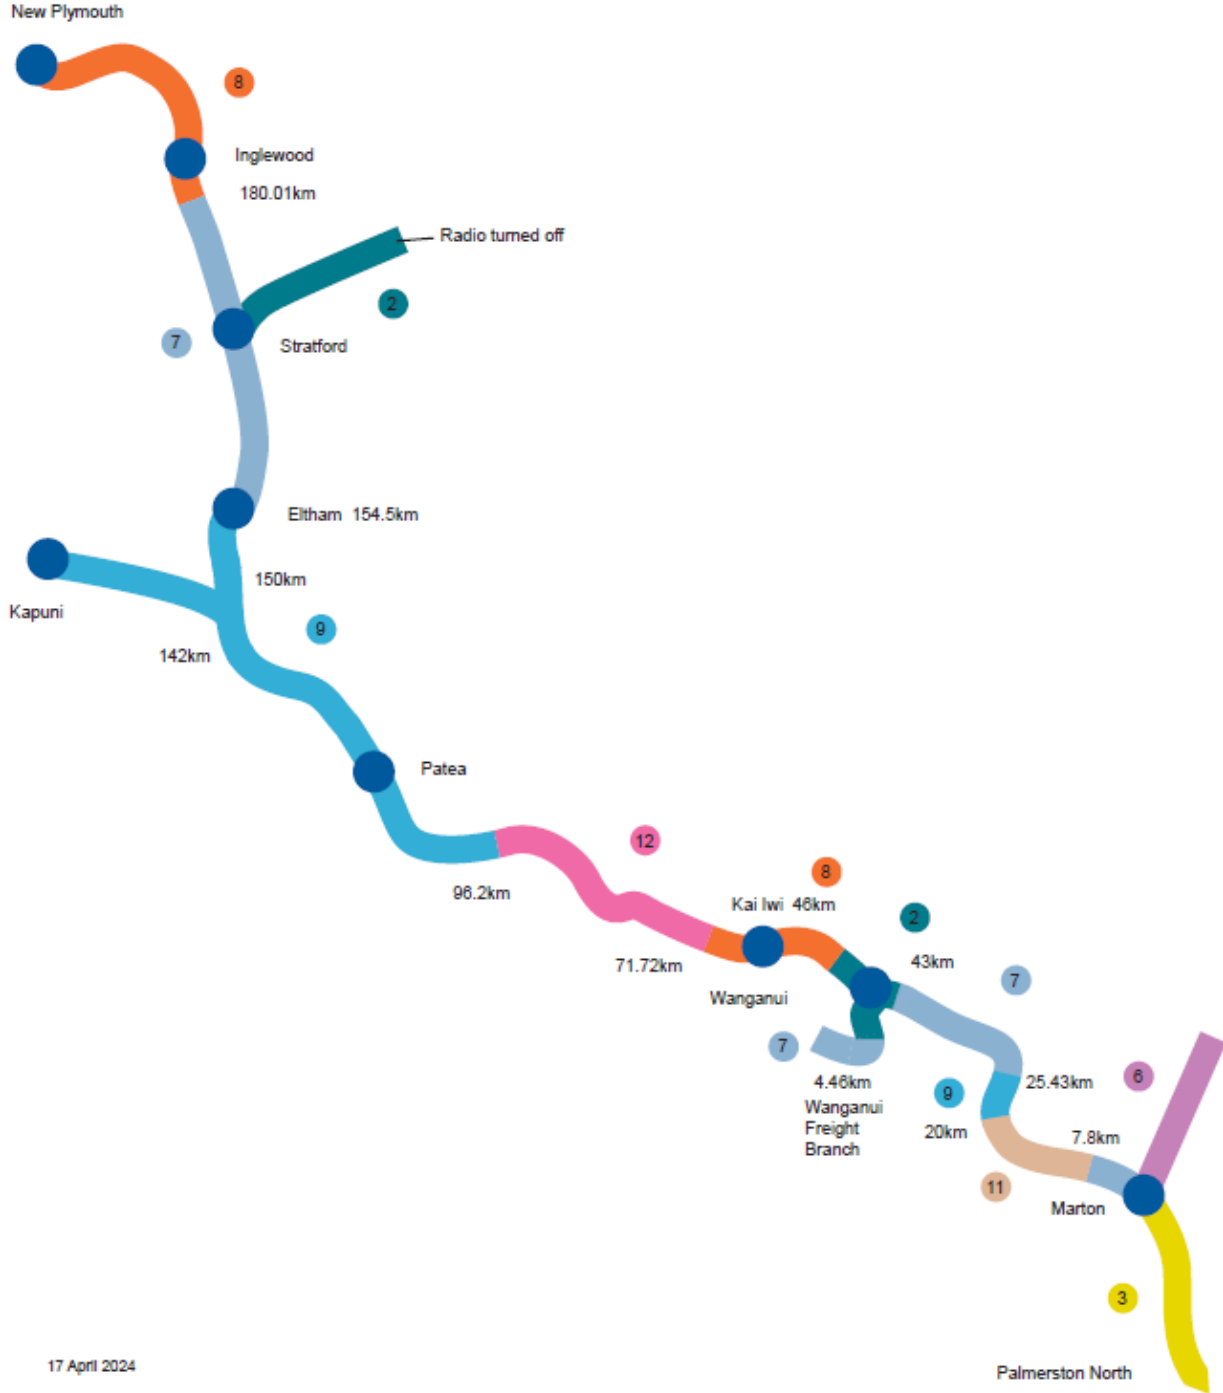 New Plymouth
8
Inglewood
180.01km
Radio turned off
2
7
Stratford
Eltham 154.5km
150km
Kapuni
9
142km
Patea
12
8
96.2km
Kai Iwi 46km
2
43km
71.72km
7
Wanganui
7
4.46km
Wanganui
Freight
Branch
9
25.43km
6
20km
7.8km
11
Marton
3
17 April 2024
Palmerston North